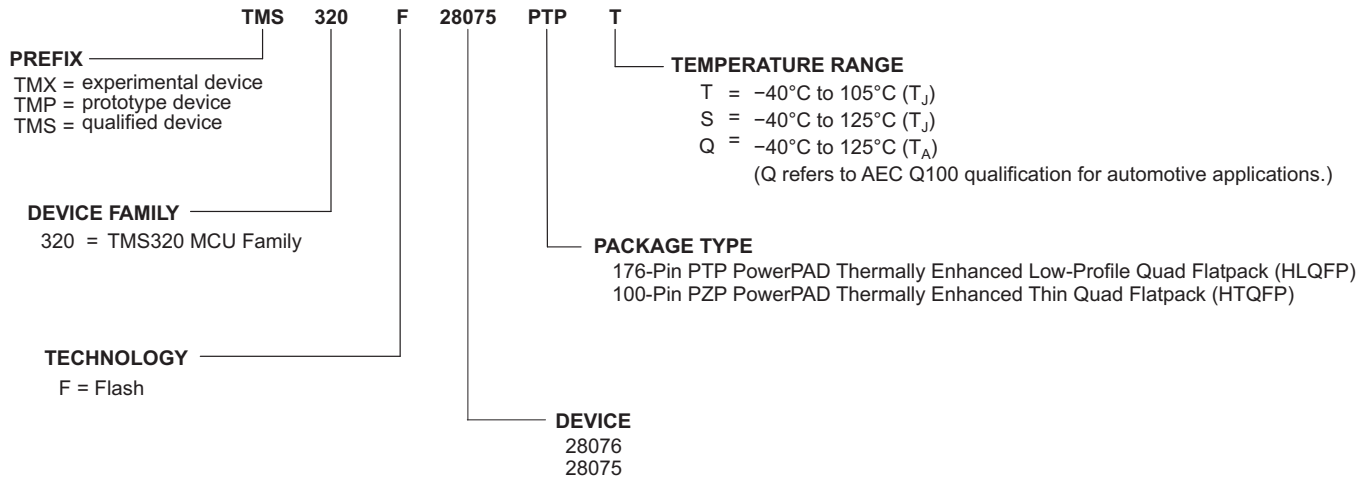 TMS 320 F 28075 PTP T
PREFIX
TMX = experimental device
TMP = prototype device
TMS = qualified device
TEMPERATURE RANGE
T = −40°C to 105°C (TJ)
S = −40°C to 125°C (TJ)
Q = −40°C to 125°C (TA)
(Q refers to AEC Q100 qualification for automotive applications.)
DEVICE FAMILY
320 = TMS320 MCU Family
PACKAGE TYPE
176-Pin PTP PowerPAD Thermally Enhanced Low-Profile Quad Flatpack (HLQFP)
100-Pin PZP PowerPAD Thermally Enhanced Thin Quad Flatpack (HTQFP)
TECHNOLOGY
F = Flash
DEVICE
28076
28075